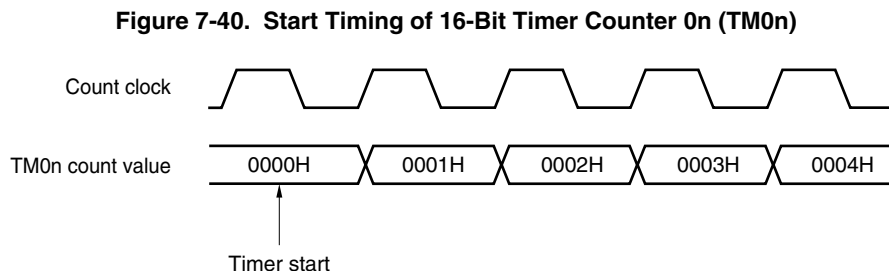 Figure 7-40. Start Timing of 16-Bit Timer Counter 0n (TM0n)
Count clock
TM0n count value 0000H 0001H 0002H 0003H 0004H
Timer start